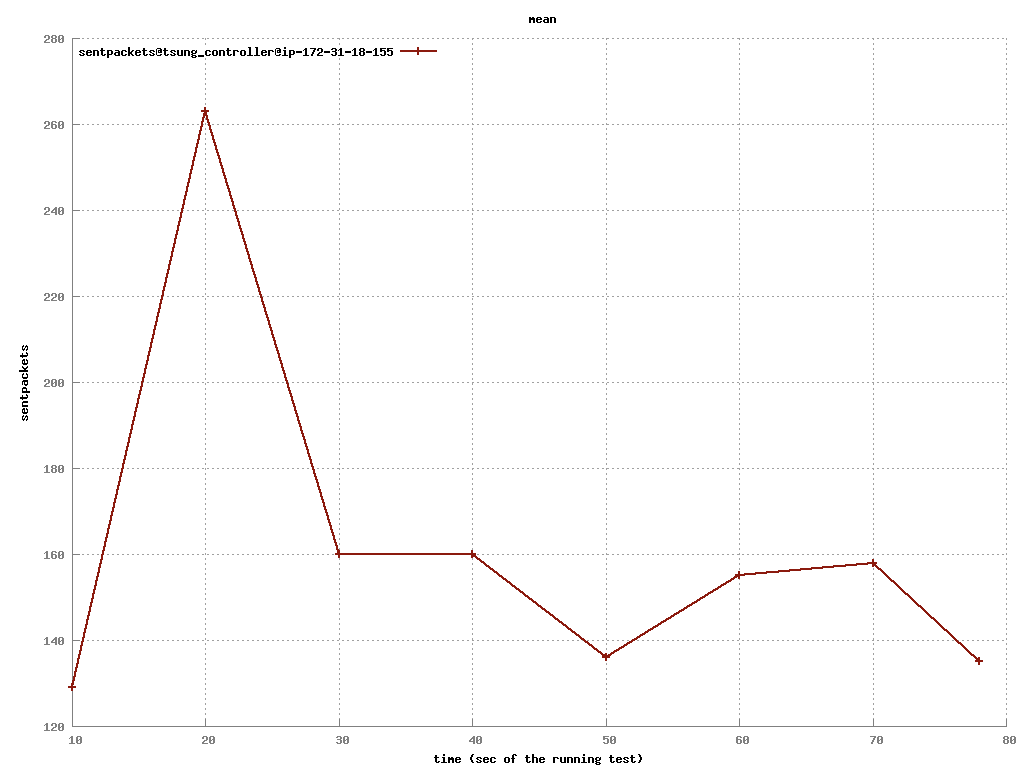 mean
280
sentpackets@tsung_controller@ip-172-31-18-155
260
240
220
200
180
160
140
120
sentpackets
10 20 30 40 50 60 70 80
time (sec of the running test)